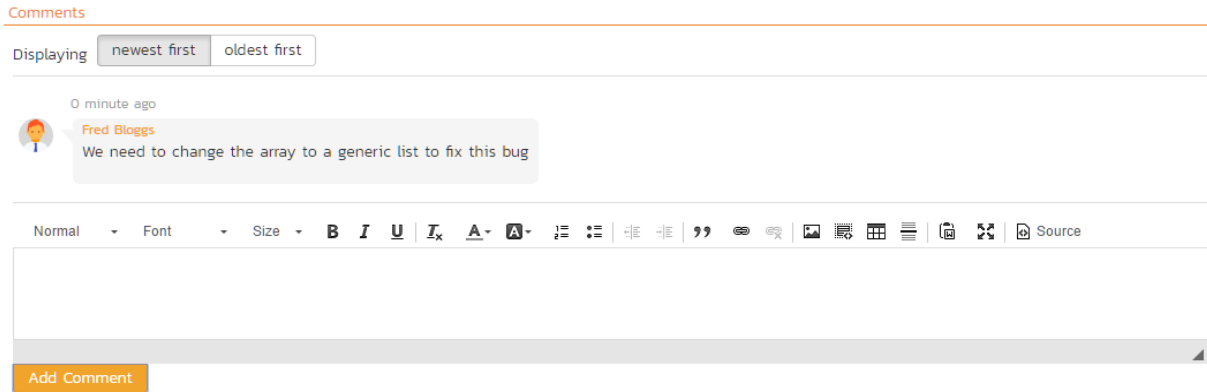 Comments
Displaying newest first oldest first
0 minute ago
Fred Bloggs
We need to change the array to a generic list to fix this bug
Normal Font Size B I U Ix A A Source
Add Comment